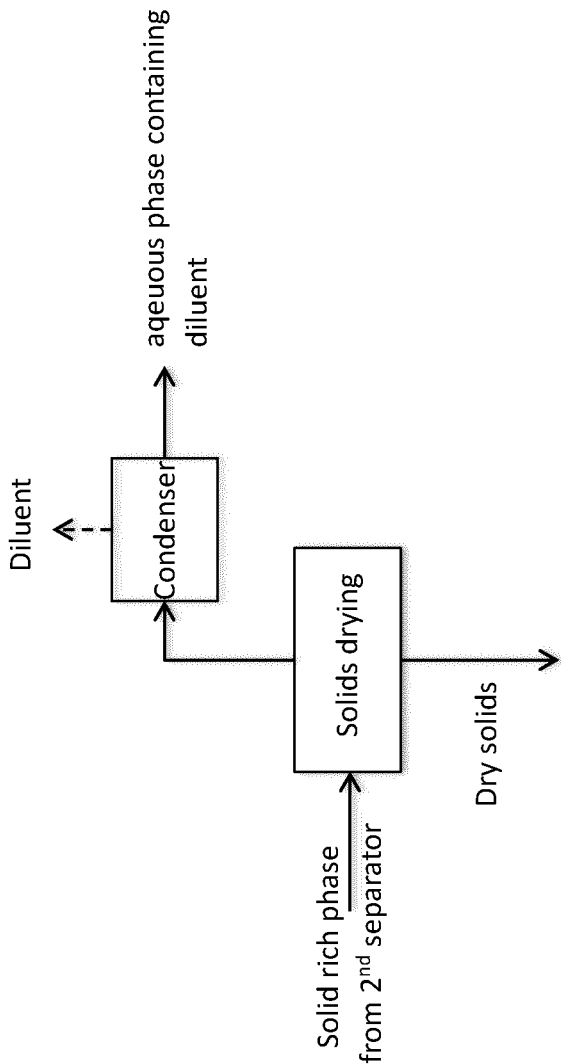 Solid rich phase
from 2nd separator
Solids drying
Dry solids
Condenser
Diluent
aqeuous phase containing
diluent